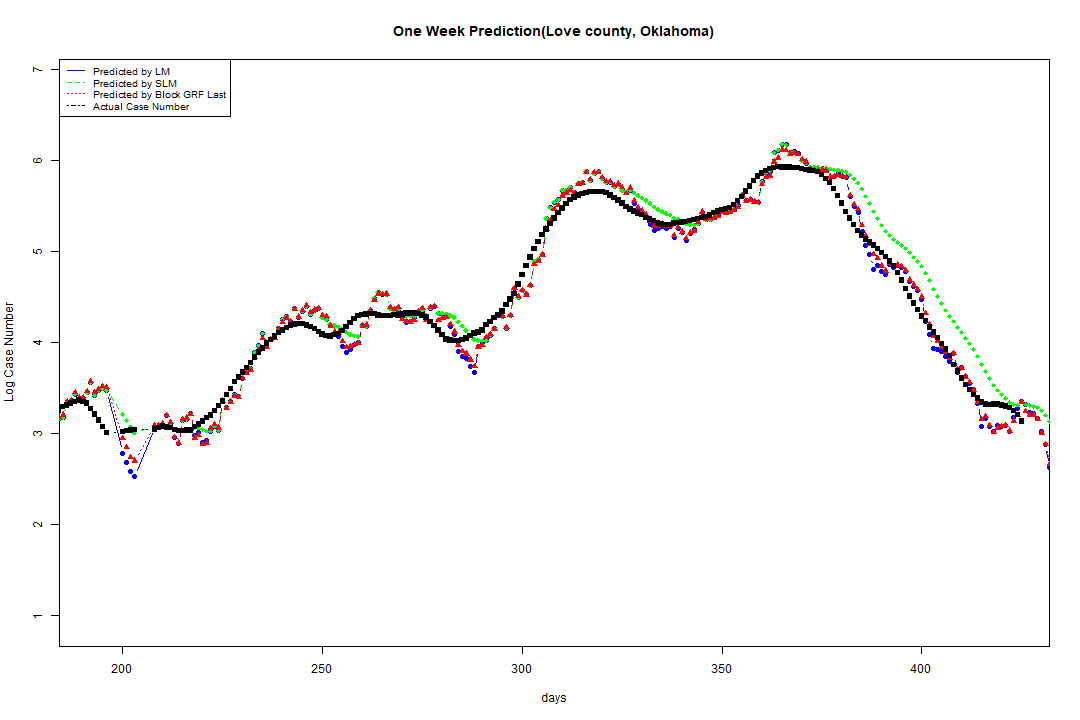 One Week Prediction(Love county, Oklahoma)
Predicted by LM
Predicted by SLM
Predicted by Block GRF Last
Actual Case Number
7
6
5
4
3
2
1
Log Case Number
200 250 300 350 400
days